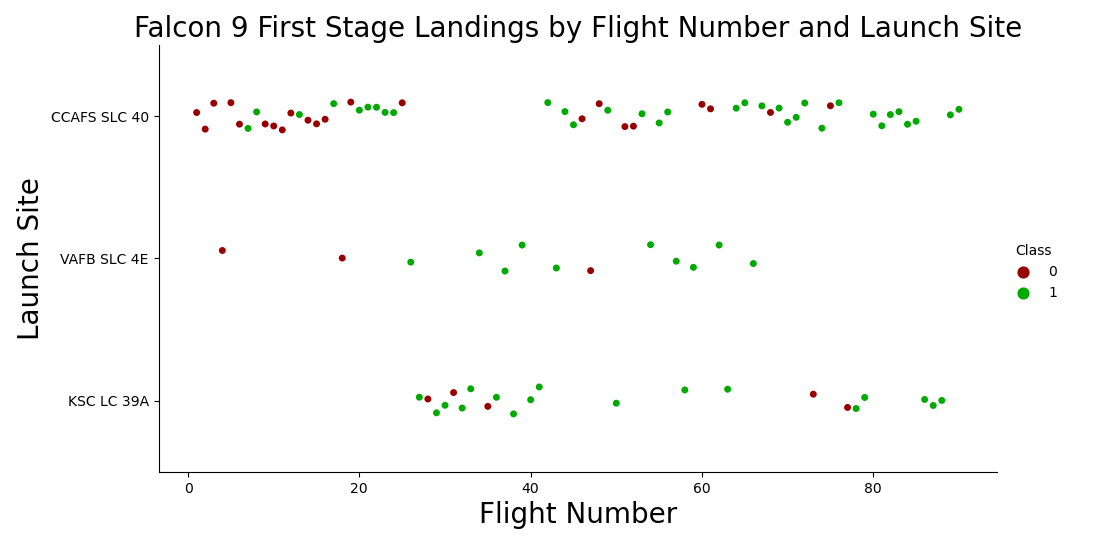 Falcon 9 First Stage Landings by Flight Number and Launch Site
Launch Site
CCAFS SLC 40
VAFB SLC 4E
KSC LC 39A
0 20 40 60 80
Flight Number
Class
0
1